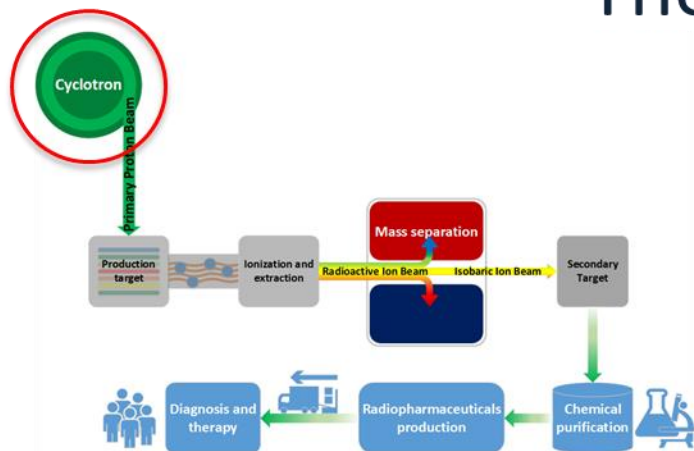 Cyclotron
Primary Proton Beam
Production
target
Ionization and
extraction
Mass separation
Radioactive Ion Beam
Isobaric Ion Beam
Secondary
Target
Diagnosis and
therapy
Radiopharmaceuticals
production
Chemical
purification